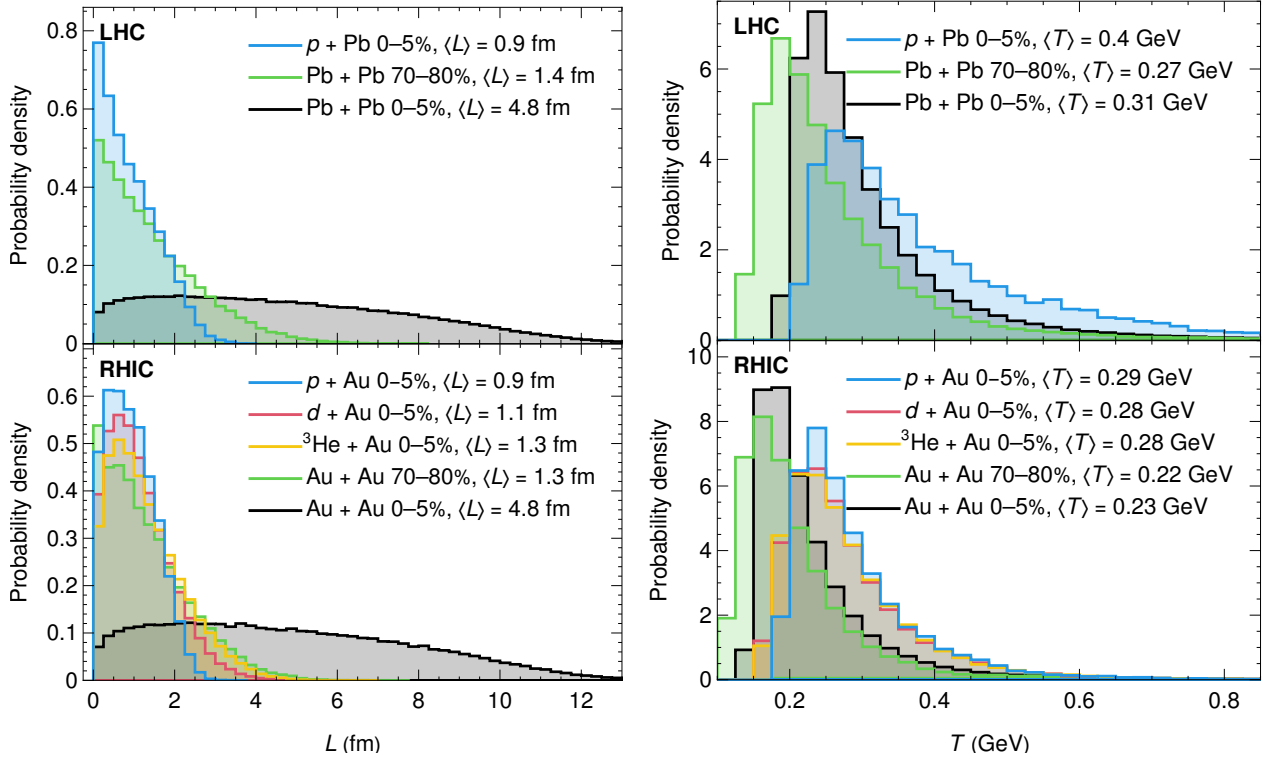 LHC
p + Pb 0–5%, ⟨L⟩ = 0.9 fm
Pb + Pb 70–80%, ⟨L⟩ = 1.4 fm
Pb + Pb 0–5%, ⟨L⟩ = 4.8 fm
Probability density
0.8
0.6
0.4
0.2
0
RHIC
p + Au 0–5%, ⟨L⟩ = 0.9 fm
d + Au 0–5%, ⟨L⟩ = 1.1 fm
³He + Au 0–5%, ⟨L⟩ = 1.3 fm
Au + Au 70–80%, ⟨L⟩ = 1.3 fm
Au + Au 0–5%, ⟨L⟩ = 4.8 fm
Probability density
0.6
0.5
0.4
0.3
0.2
0.1
0
0 2 4 6 8 10 12
L (fm)
LHC
p + Pb 0–5%, ⟨T⟩ = 0.4 GeV
Pb + Pb 70–80%, ⟨T⟩ = 0.27 GeV
Pb + Pb 0–5%, ⟨T⟩ = 0.31 GeV
Probability density
6
4
2
0
RHIC
p + Au 0–5%, ⟨T⟩ = 0.29 GeV
d + Au 0–5%, ⟨T⟩ = 0.28 GeV
³He + Au 0–5%, ⟨T⟩ = 0.28 GeV
Au + Au 70–80%, ⟨T⟩ = 0.22 GeV
Au + Au 0–5%, ⟨T⟩ = 0.23 GeV
Probability density
10
8
6
4
2
0
0.2 0.4 0.6 0.8
T (GeV)